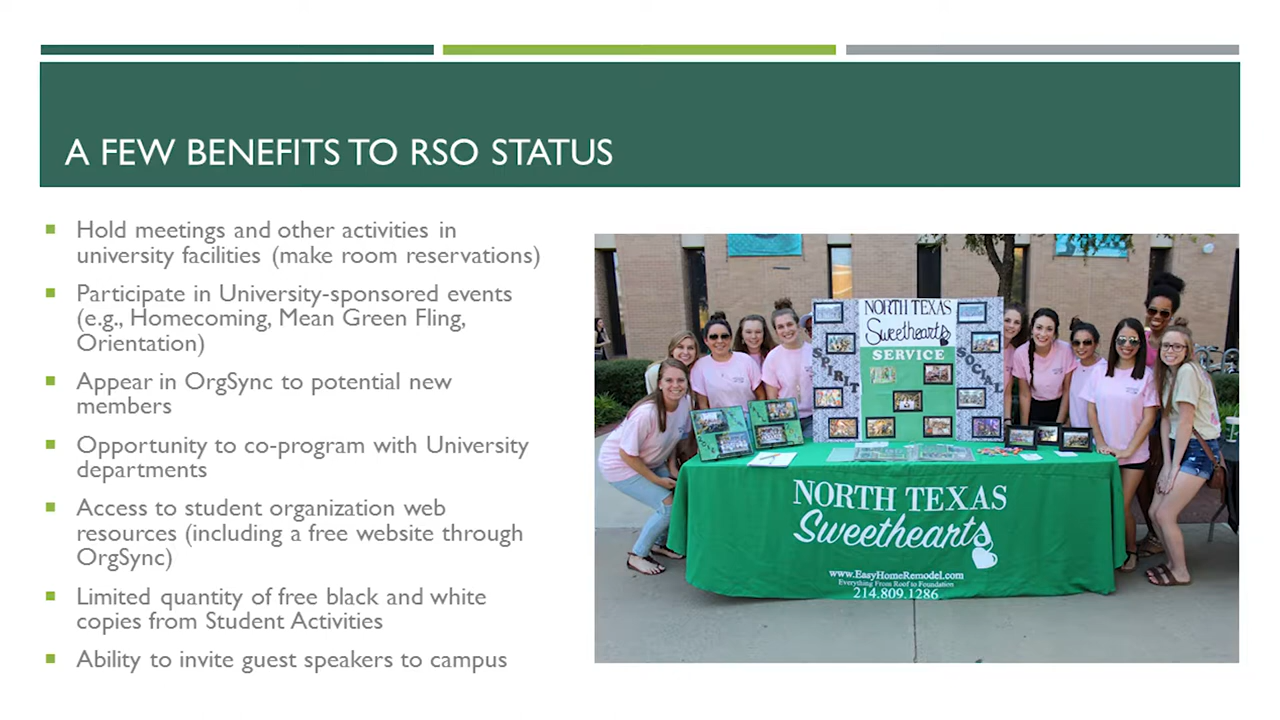 A FEW BENEFITS TO RSO STATUS
Hold meetings and other activities in
university facilities (make room reservations)
Participate in University-sponsored events
(e.g., Homecoming, Mean Green Fling,
Orientation)
Appear in OrgSync to potential new
members
Opportunity to co-program with University
departments
Access to student organization web
resources (including a free website through
OrgSync)
Limited quantity of free black and white
copies from Student Activities
Ability to invite guest speakers to campus
NORTH TEXAS
Sweethearts
SERVICE
SPIRIT
SOCIAL
NORTH TEXAS
Sweethearts
www.EasyHomeRemodel.com
Everything From Roof to Foundation
214.809.1286